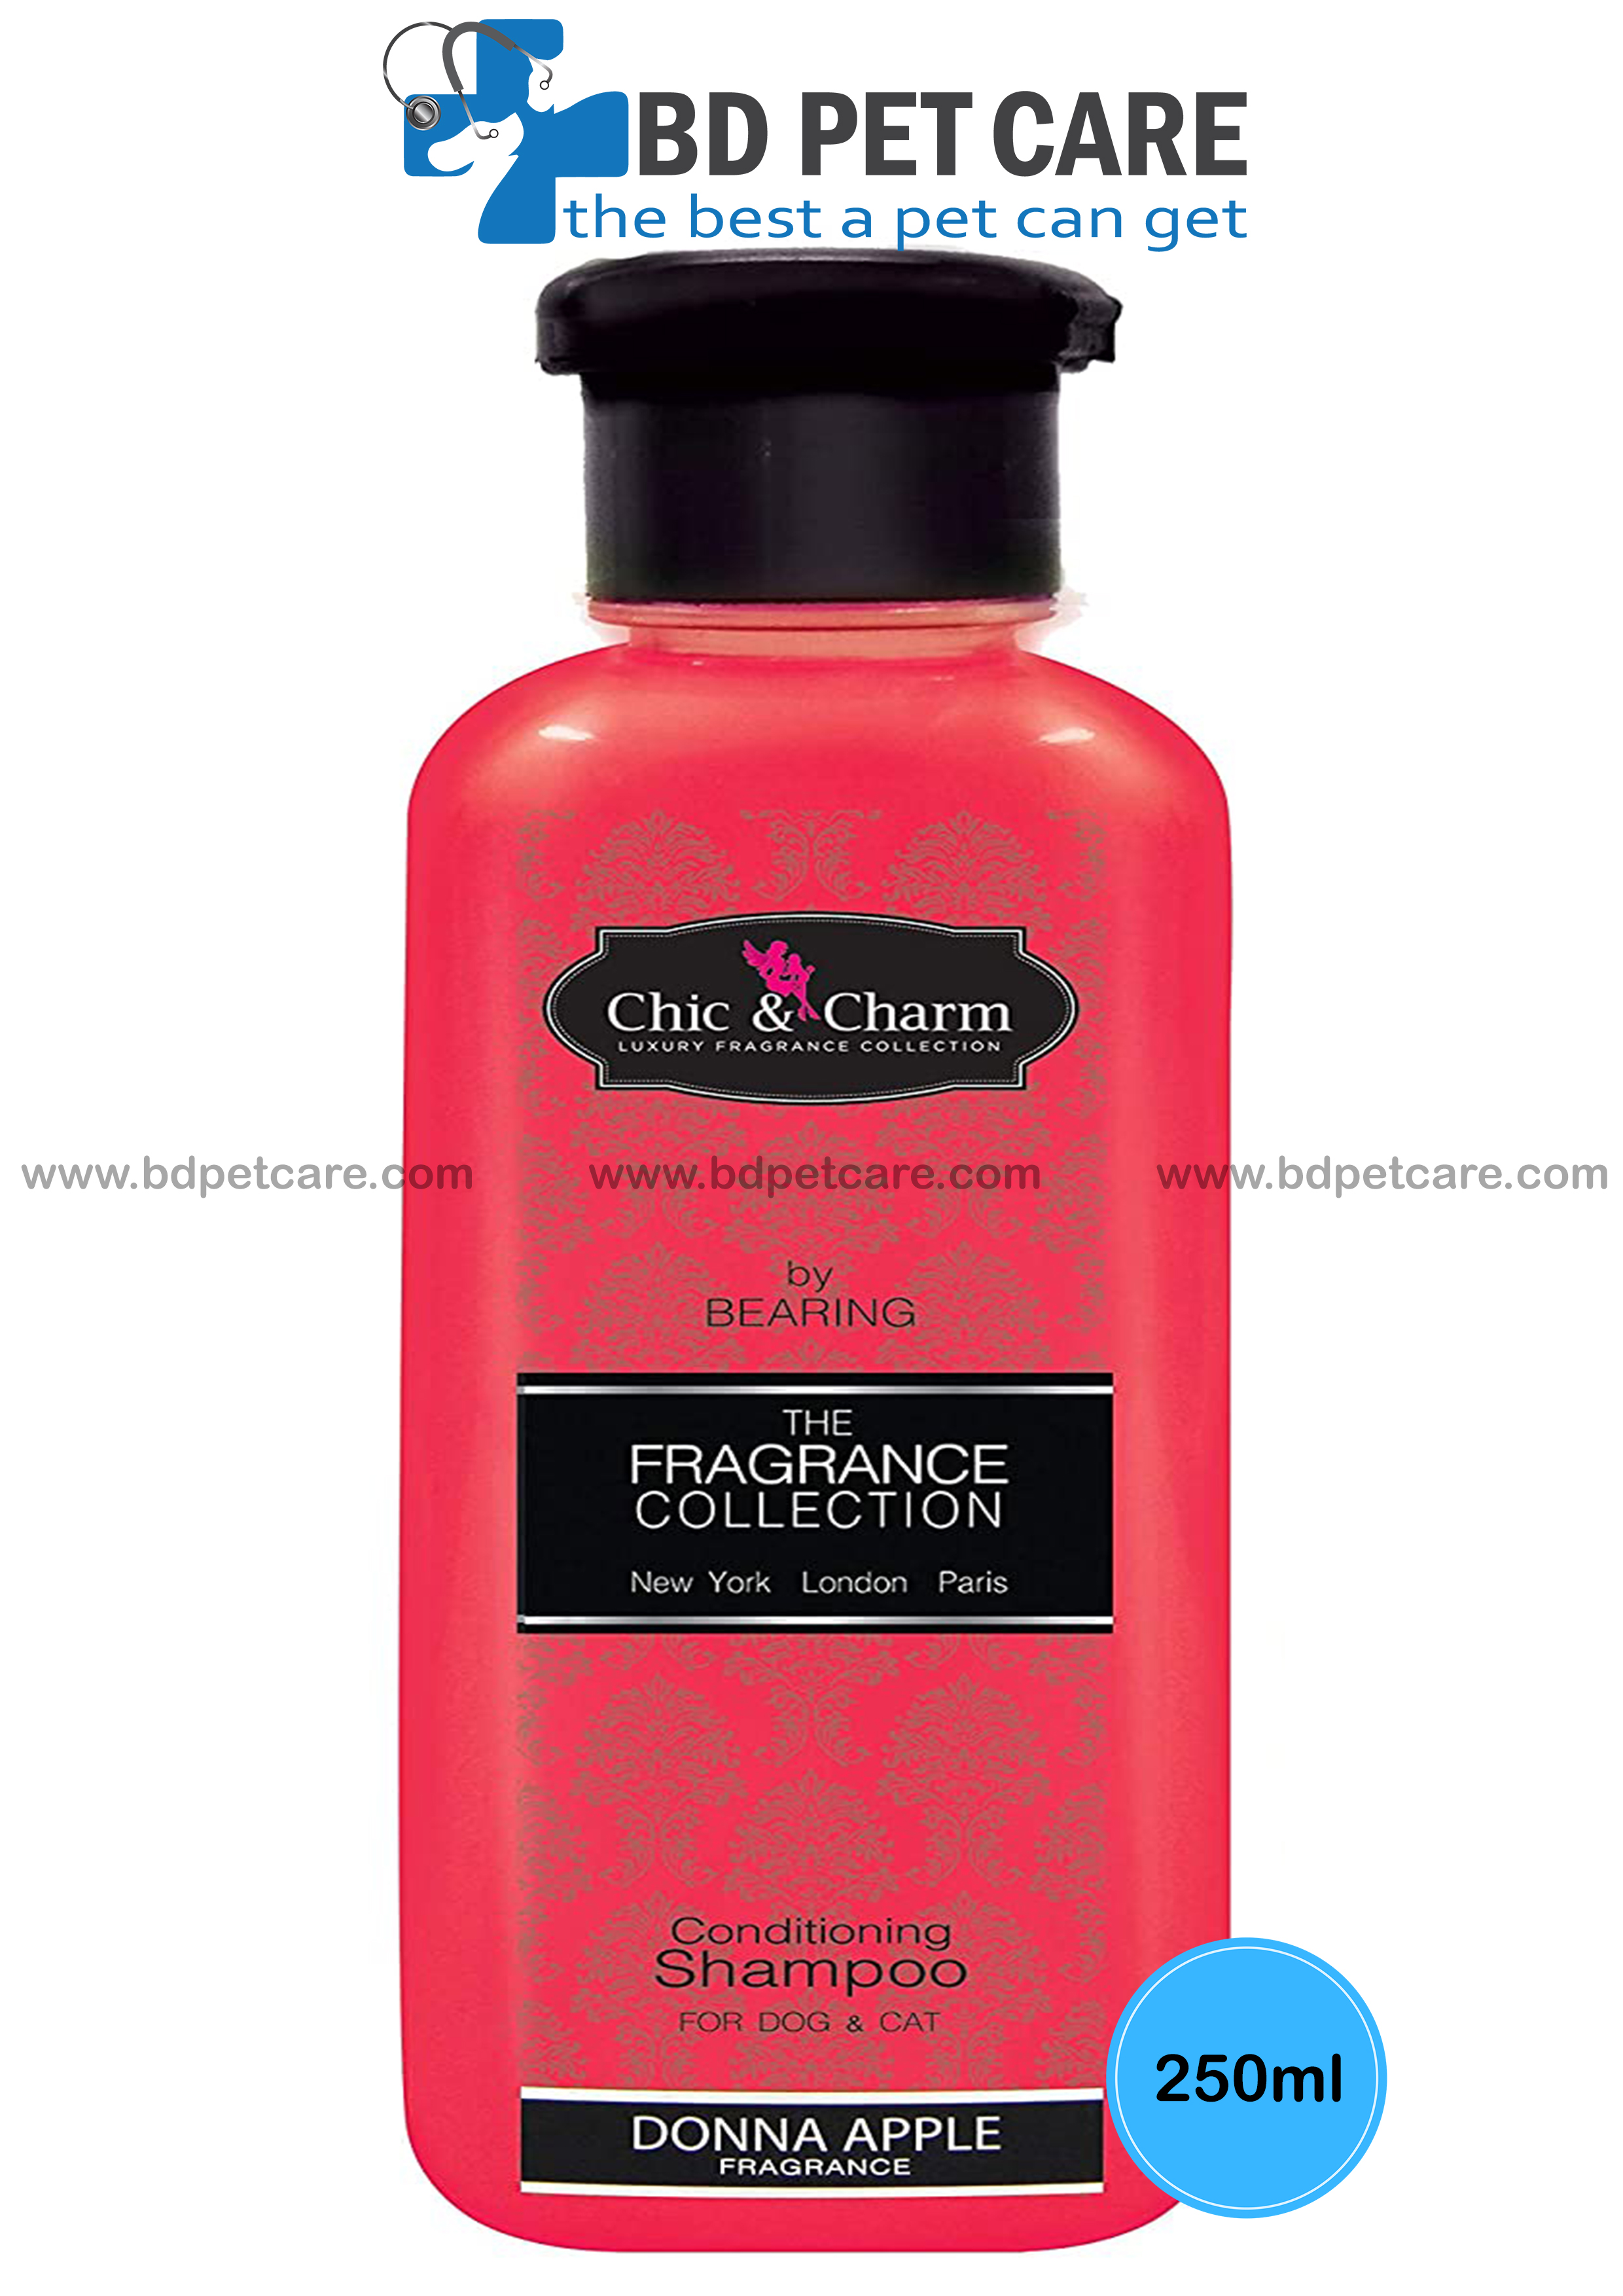 BD PET CARE
the best a pet can get
Chic & Charm
LUXURY FRAGRANCE COLLECTION
www.bdpetcare.com www.bdpetcare.com www.bdpetcare.com
by
BEARING
THE
FRAGRANCE
COLLECTION
New York London Paris
Conditioning
Shampoo
FOR DOG & CAT
250ml
DONNA APPLE
FRAGRANCE